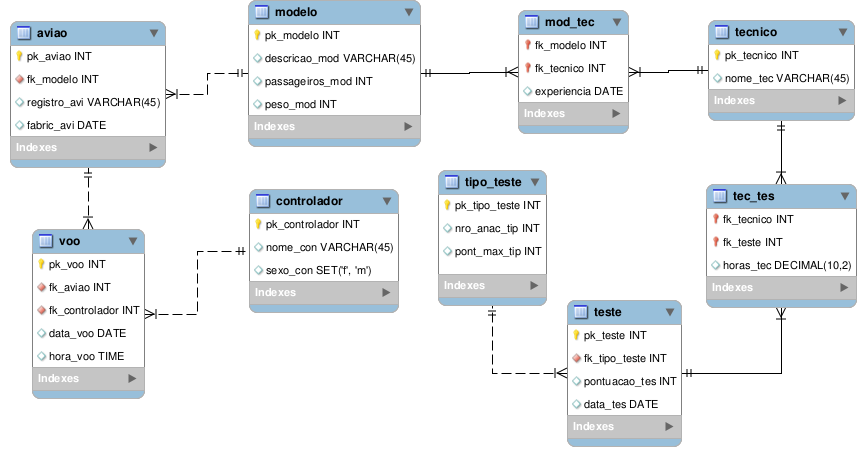 aviao
pk_aviao INT
fk_modelo INT
registro_avi VARCHAR(45)
fabric_avi DATE
Indexes
modelo
pk_modelo INT
descricao_mod VARCHAR(45)
passageiros_mod INT
peso_mod INT
Indexes
mod_tec
fk_modelo INT
fk_tecnico INT
experiencia DATE
Indexes
tecnico
pk_tecnico INT
nome_tec VARCHAR(45)
Indexes
voo
pk_voo INT
fk_aviao INT
fk_controlador INT
data_voo DATE
hora_voo TIME
Indexes
controlador
pk_controlador INT
nome_con VARCHAR(45)
sexo_con SET('f', 'm')
Indexes
tipo_teste
pk_tipo_teste INT
nro_anac_tip INT
pont_max_tip INT
Indexes
tec_tes
fk_tecnico INT
fk_teste INT
horas_tec DECIMAL(10,2)
Indexes
teste
pk_teste INT
fk_tipo_teste INT
pontuacao_tes INT
data_tes DATE
Indexes